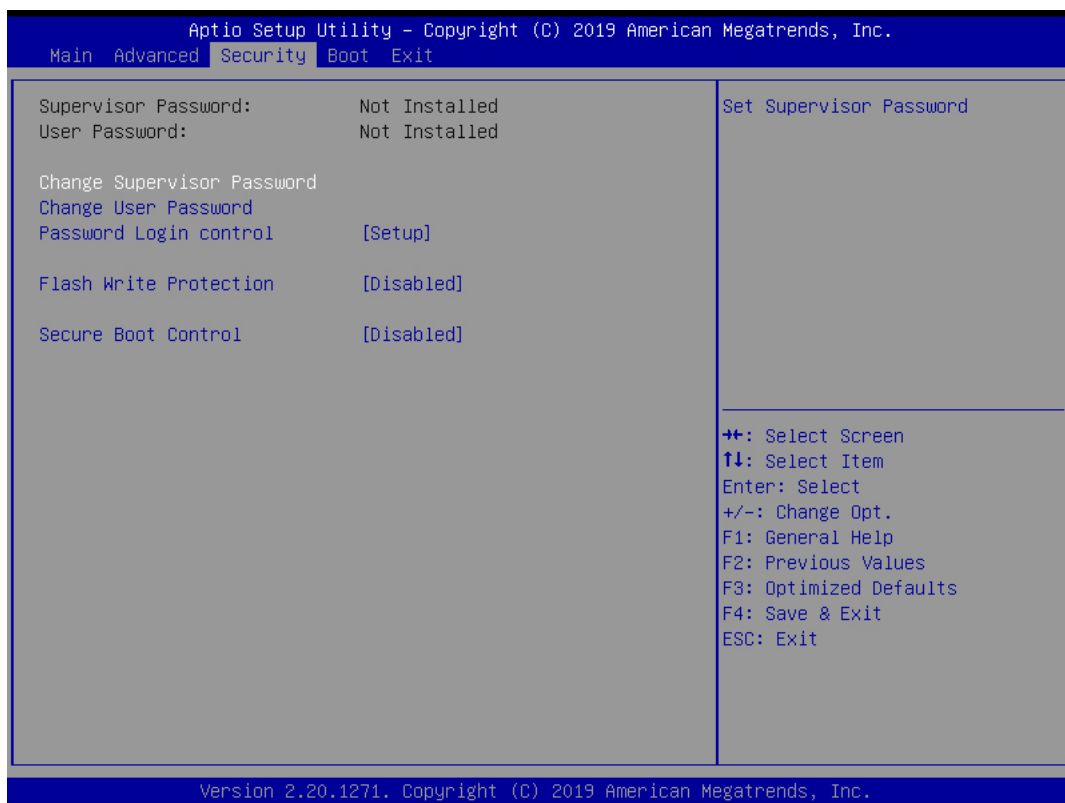 Aptio Setup Utility – Copyright (C) 2019 American Megatrends, Inc.
Main Advanced Security Boot Exit
Supervisor Password: Not Installed
User Password: Not Installed
Change Supervisor Password
Change User Password
Password Login control [Setup]
Flash Write Protection [Disabled]
Secure Boot Control [Disabled]
Set Supervisor Password
→←: Select Screen
↑↓: Select Item
Enter: Select
+/-: Change Opt.
F1: General Help
F2: Previous Values
F3: Optimized Defaults
F4: Save & Exit
ESC: Exit
Version 2.20.1271. Copyright (C) 2019 American Megatrends, Inc.